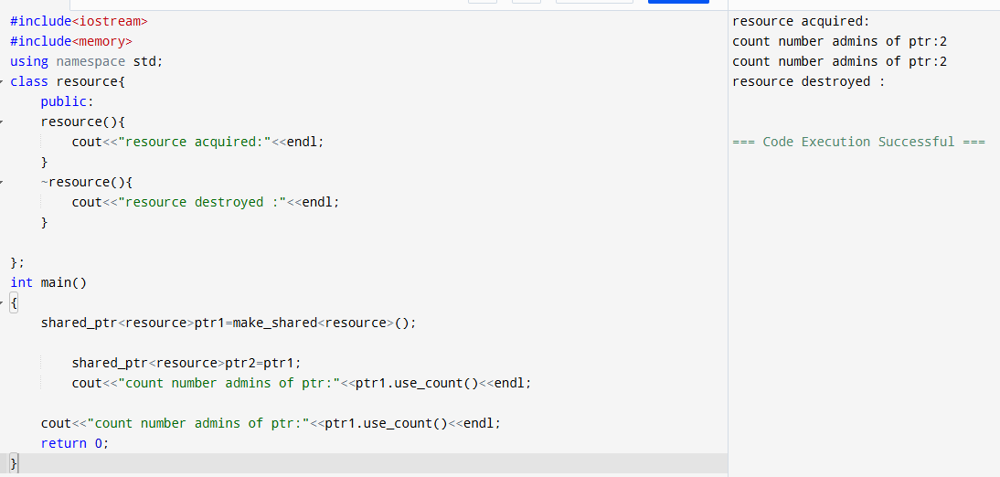 #include<iostream>
#include<memory>
using namespace std;
class resource{
    public:
    resource(){
        cout<<"resource acquired:"<<endl;
    }
    ~resource(){
        cout<<"resource destroyed :"<<endl;
    }
};
int main()
{
    shared_ptr<resource>ptr1=make_shared<resource>();
        shared_ptr<resource>ptr2=ptr1;
        cout<<"count number admins of ptr:"<<ptr1.use_count()<<endl;
    cout<<"count number admins of ptr:"<<ptr1.use_count()<<endl;
    return 0;
}
resource acquired:
count number admins of ptr:2
count number admins of ptr:2
resource destroyed :
=== Code Execution Successful ===